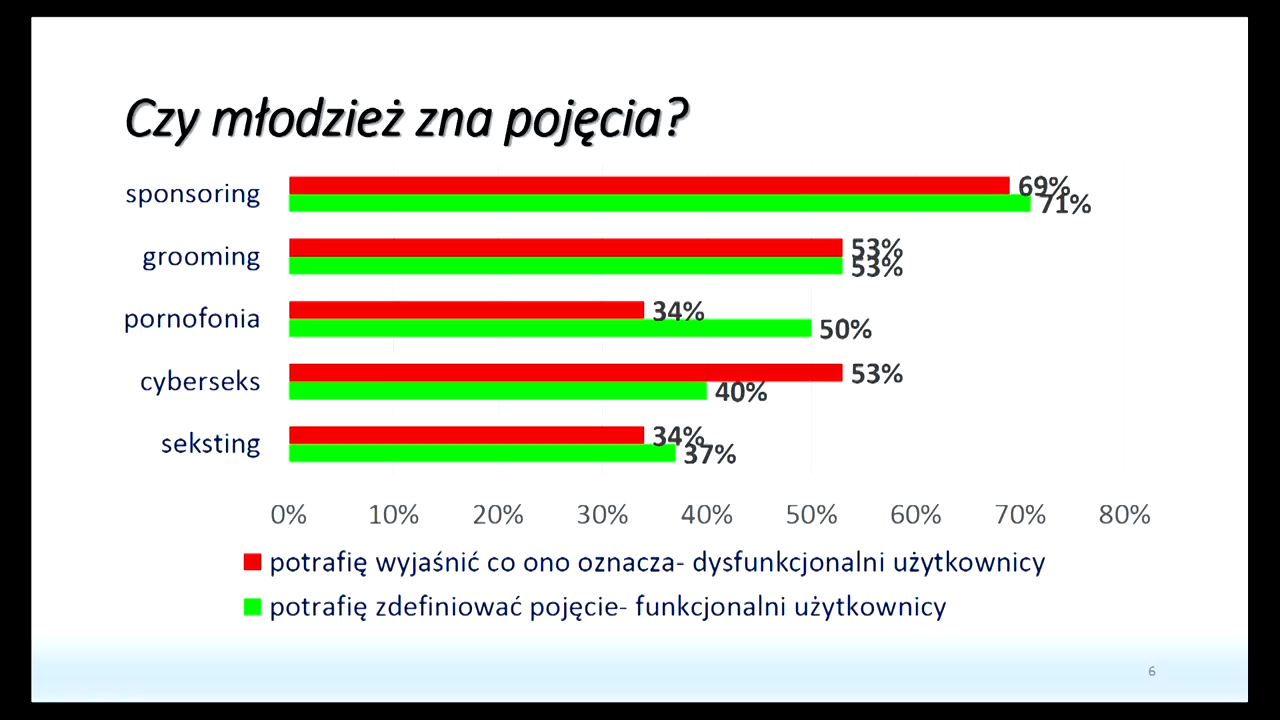 Czy młodzież zna pojęcia?
sponsoring
69%
71%
grooming
53%
53%
pornofonia
34%
50%
cyberseks
53%
40%
seksting
34%
37%
0% 10% 20% 30% 40% 50% 60% 70% 80%
potrafię wyjaśnić co ono oznacza- dysfunkcjonalni użytkownicy
potrafię zdefiniować pojęcie- funkcjonalni użytkownicy
6